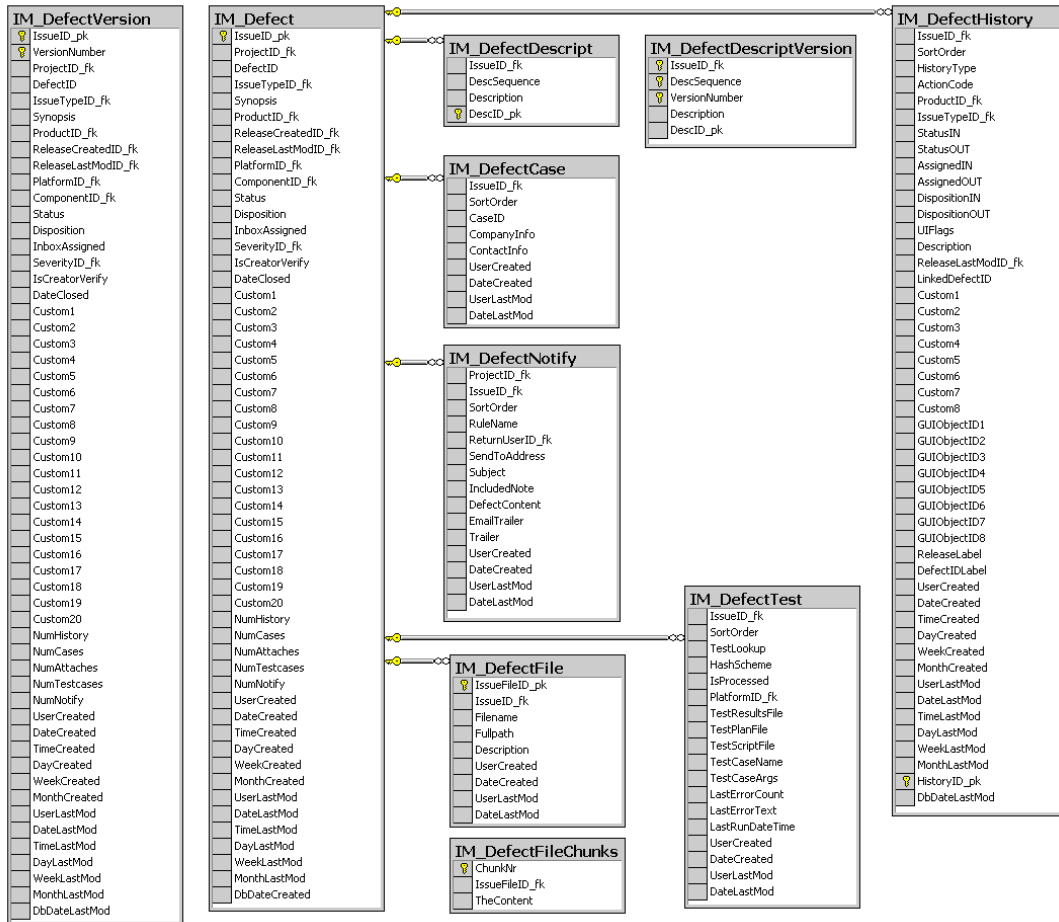 IM_DefectVersion
IssueID_pk
VersionNumber
ProjectID_fk
DefectID
IssueTypeID_fk
Synopsis
ProductID_fk
ReleaseCreatedID_fk
ReleaseLastModID_fk
PlatformID_fk
ComponentID_fk
Status
Disposition
InboxAssigned
SeverityID_fk
IsCreatorVerify
DateClosed
Custom1
Custom2
Custom3
Custom4
Custom5
Custom6
Custom7
Custom8
Custom9
Custom10
Custom11
Custom12
Custom13
Custom14
Custom15
Custom16
Custom17
Custom18
Custom19
Custom20
NumHistory
NumCases
NumAttaches
NumTestcases
NumNotify
UserCreated
DateCreated
TimeCreated
DayCreated
WeekCreated
MonthCreated
UserLastMod
DateLastMod
TimeLastMod
DayLastMod
WeekLastMod
MonthLastMod
DbDateLastMod
IM_Defect
IssueID_pk
ProjectID_fk
DefectID
IssueTypeID_fk
Synopsis
ProductID_fk
ReleaseCreatedID_fk
ReleaseLastModID_fk
PlatformID_fk
ComponentID_fk
Status
Disposition
InboxAssigned
SeverityID_fk
IsCreatorVerify
DateClosed
Custom1
Custom2
Custom3
Custom4
Custom5
Custom6
Custom7
Custom8
Custom9
Custom10
Custom11
Custom12
Custom13
Custom14
Custom15
Custom16
Custom17
Custom18
Custom19
Custom20
NumHistory
NumCases
NumAttaches
NumTestcases
NumNotify
UserCreated
DateCreated
TimeCreated
DayCreated
WeekCreated
MonthCreated
UserLastMod
DateLastMod
TimeLastMod
DayLastMod
WeekLastMod
MonthLastMod
DbDateCreated
IM_DefectDescript
IssueID_fk
DescSequence
Description
DescID_pk
IM_DefectDescriptVersion
IssueID_fk
DescSequence
VersionNumber
Description
DescID_pk
IM_DefectCase
IssueID_fk
SortOrder
CaseID
CompanyInfo
ContactInfo
UserCreated
DateCreated
UserLastMod
DateLastMod
IM_DefectNotify
ProjectID_fk
IssueID_fk
SortOrder
RuleName
ReturnUserID_fk
SendToAddress
Subject
IncludedNote
DefectContent
EmailTrailer
Trailer
UserCreated
DateCreated
UserLastMod
DateLastMod
IM_DefectFile
IssueFileID_pk
IssueID_fk
Filename
Fullpath
Description
UserCreated
DateCreated
UserLastMod
DateLastMod
IM_DefectFileChunks
ChunkNr
IssueFileID_fk
TheContent
IM_DefectTest
IssueID_fk
SortOrder
TestLookup
HashScheme
IsProcessed
PlatformID_fk
TestResultsFile
TestPlanFile
TestScriptFile
TestCaseName
TestCaseArgs
LastErrorCount
LastErrorText
LastRunDateTime
UserCreated
DateCreated
UserLastMod
DateLastMod
IM_DefectHistory
IssueID_fk
SortOrder
HistoryType
ActionCode
ProductID_fk
IssueTypeID_fk
StatusIN
StatusOUT
AssignedIN
AssignedOUT
DispositionIN
DispositionOUT
UIFlags
Description
ReleaseLastModID_fk
LinkedDefectID
Custom1
Custom2
Custom3
Custom4
Custom5
Custom6
Custom7
Custom8
GUIObjectID1
GUIObjectID2
GUIObjectID3
GUIObjectID4
GUIObjectID5
GUIObjectID6
GUIObjectID7
GUIObjectID8
ReleaseLabel
DefectIDLabel
UserCreated
DateCreated
TimeCreated
DayCreated
WeekCreated
MonthCreated
UserLastMod
DateLastMod
TimeLastMod
DayLastMod
WeekLastMod
MonthLastMod
HistoryID_pk
DbDateLastMod